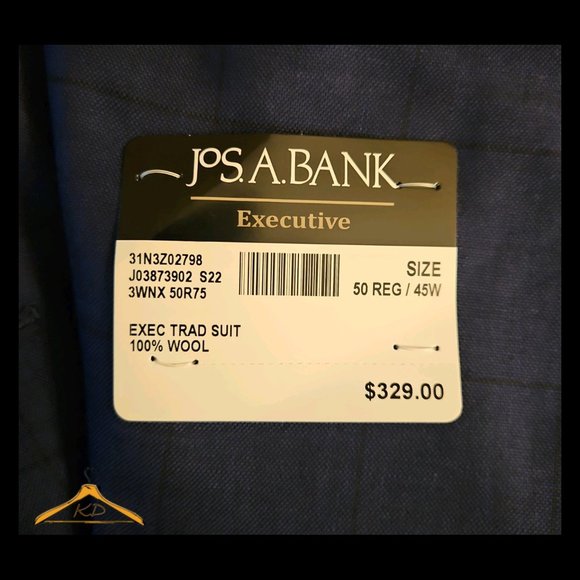 JOS.A.BANK
Executive
31N3Z02798
J03873902 S22
3WNX 50R75
SIZE
50 REG / 45W
EXEC TRAD SUIT
100% WOOL
$329.00
KD